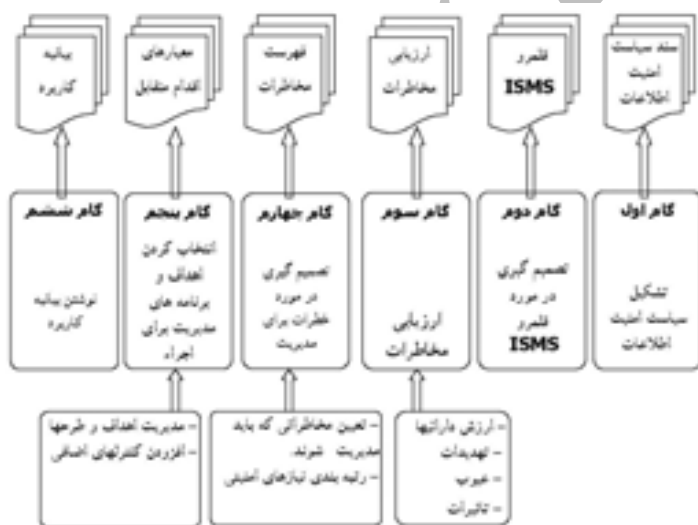 سند سیاست
امنیت
اطلاعات
قلمرو
ISMS
ارزیابی
مخاطرات
فهرست
مخاطرات
معیارهای
اقدام متقابل
بیانیه
کاربرد
گام اول
تشکیل
سیاست امنیت
اطلاعات
گام دوم
تصمیم گیری
در مورد
قلمرو
ISMS
گام سوم
ارزیابی
مخاطرات
گام چهارم
تصمیم گیری
در مورد
خطرات برای
مدیریت
گام پنجم
انتخاب کردن
اهداف و
برنامه های
مدیریت برای
اجراء
گام ششم
نوشتن بیانیه
کاربرد
- ارزش دارائیها
- تهدیدات
- عیوب
- تاثیرات
- تعیین مخاطراتی که باید
مدیریت شوند.
- رتبه بندی نیازهای امنیتی
- مدیریت اهداف و طرحها
- افزودن کنترلهای اضافی